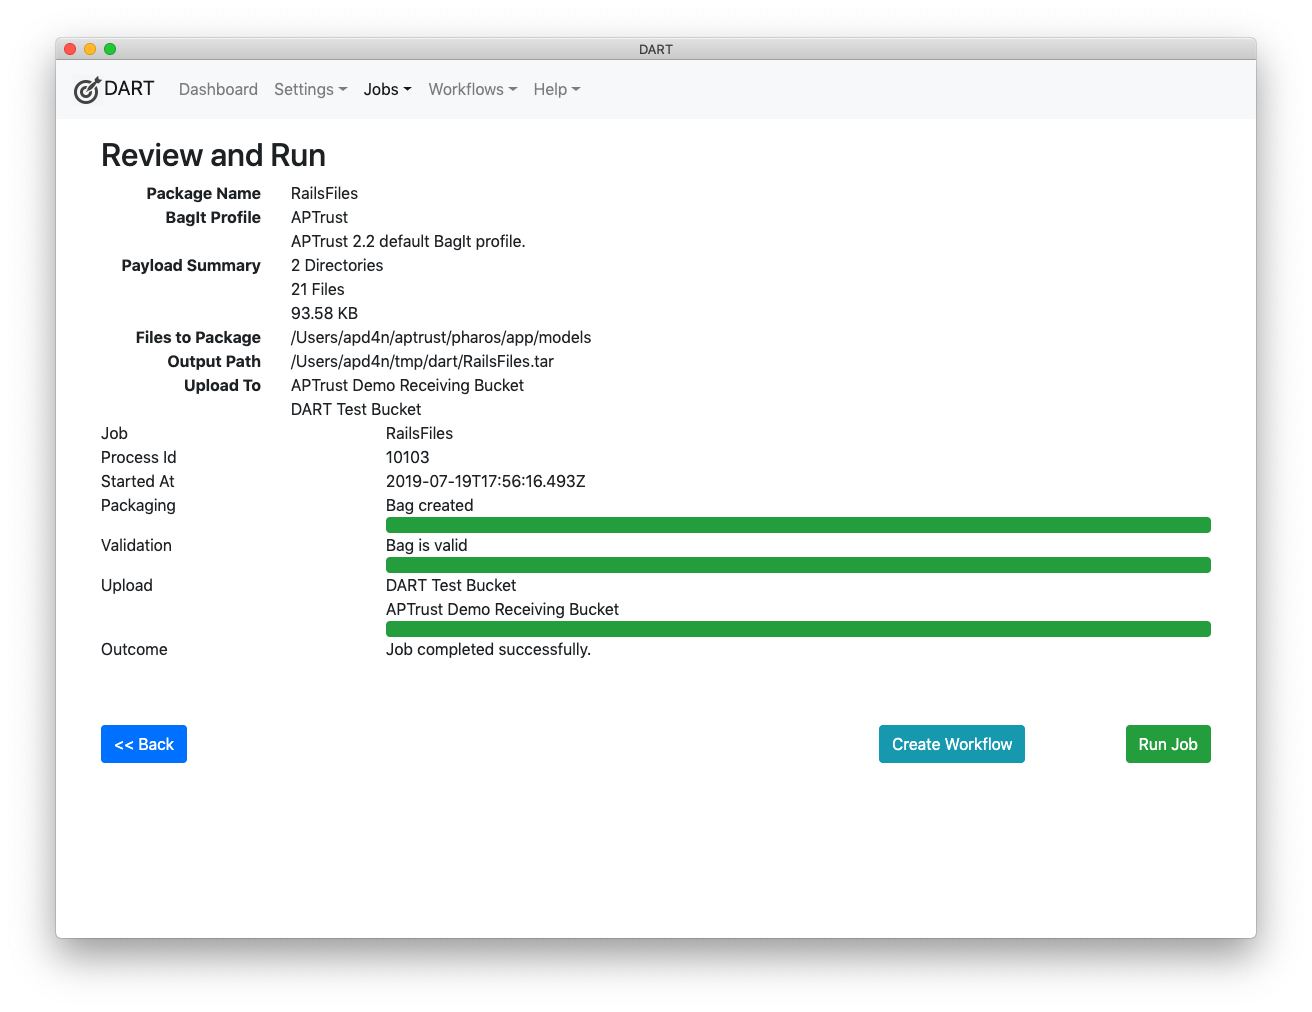 DART
DART Dashboard Settings Jobs Workflows Help
Review and Run
Package Name RailsFiles
BagIt Profile APTrust
APTrust 2.2 default BagIt profile.
Payload Summary 2 Directories
21 Files
93.58 KB
Files to Package /Users/apd4n/aptrust/pharos/app/models
Output Path /Users/apd4n/tmp/dart/RailsFiles.tar
Upload To APTrust Demo Receiving Bucket
DART Test Bucket
Job RailsFiles
Process Id 10103
Started At 2019-07-19T17:56:16.493Z
Packaging Bag created
Validation Bag is valid
Upload DART Test Bucket
APTrust Demo Receiving Bucket
Outcome Job completed successfully.
<< Back Create Workflow Run Job